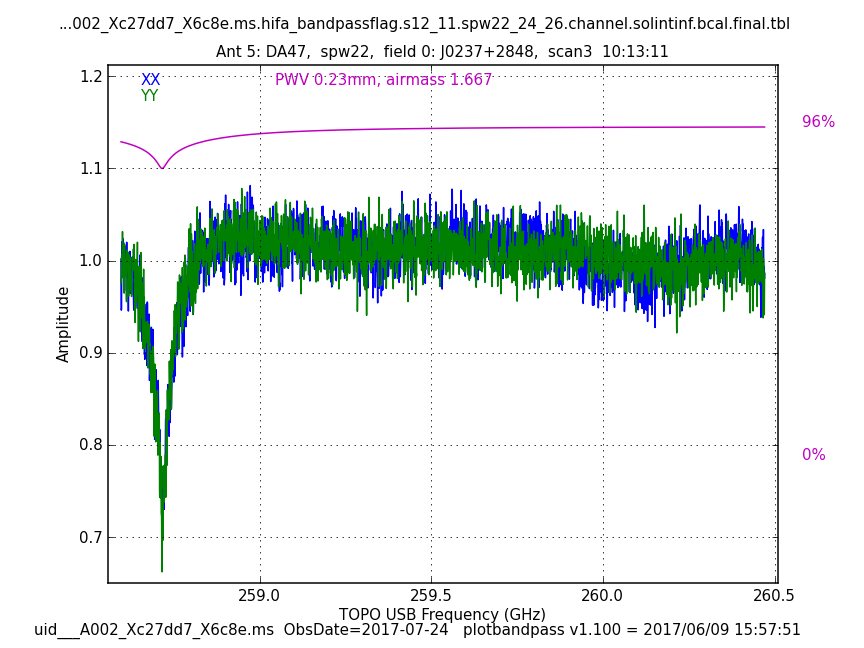 ...002_Xc27dd7_X6c8e.ms.hifa_bandpassflag.s12_11.spw22_24_26.channel.solintinf.bcal.final.tbl
Ant 5: DA47,  spw22,  field 0: J0237+2848,  scan3  10:13:11
XX
YY
PWV 0.23mm, airmass 1.667
96%
0%
1.2
1.1
1.0
0.9
0.8
0.7
Amplitude
259.0
259.5
260.0
260.5
TOPO USB Frequency (GHz)
uid___A002_Xc27dd7_X6c8e.ms  ObsDate=2017-07-24   plotbandpass v1.100 = 2017/06/09 15:57:51